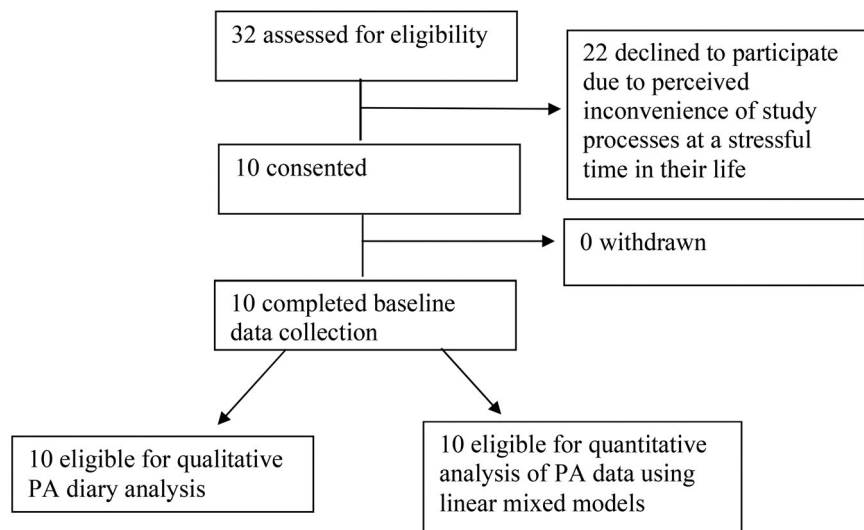 32 assessed for eligibility
22 declined to participate
due to perceived
inconvenience of study
processes at a stressful
time in their life
10 consented
0 withdrawn
10 completed baseline
data collection
10 eligible for qualitative
PA diary analysis
10 eligible for quantitative
analysis of PA data using
linear mixed models